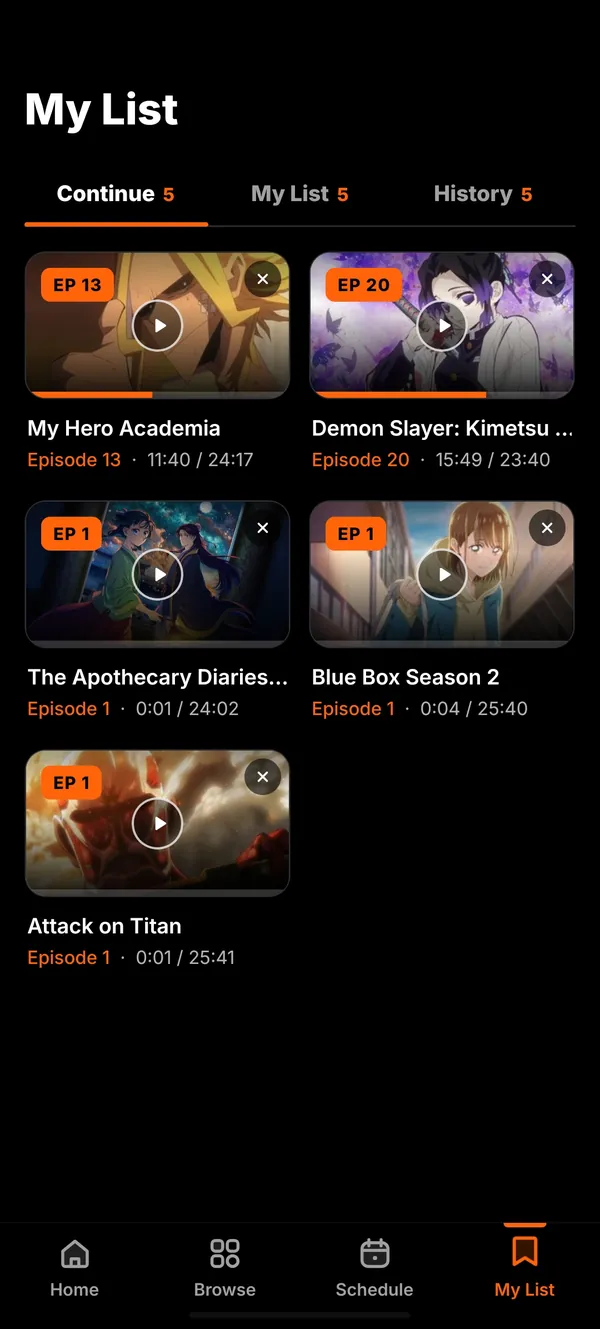 My List
Continue 5 My List 5 History 5
EP 13 EP 20
My Hero Academia Demon Slayer: Kimetsu ...
Episode 13 · 11:40 / 24:17 Episode 20 · 15:49 / 23:40
EP 1 EP 1
The Apothecary Diaries... Blue Box Season 2
Episode 1 · 0:01 / 24:02 Episode 1 · 0:04 / 25:40
EP 1
Attack on Titan
Episode 1 · 0:01 / 25:41
Home Browse Schedule My List